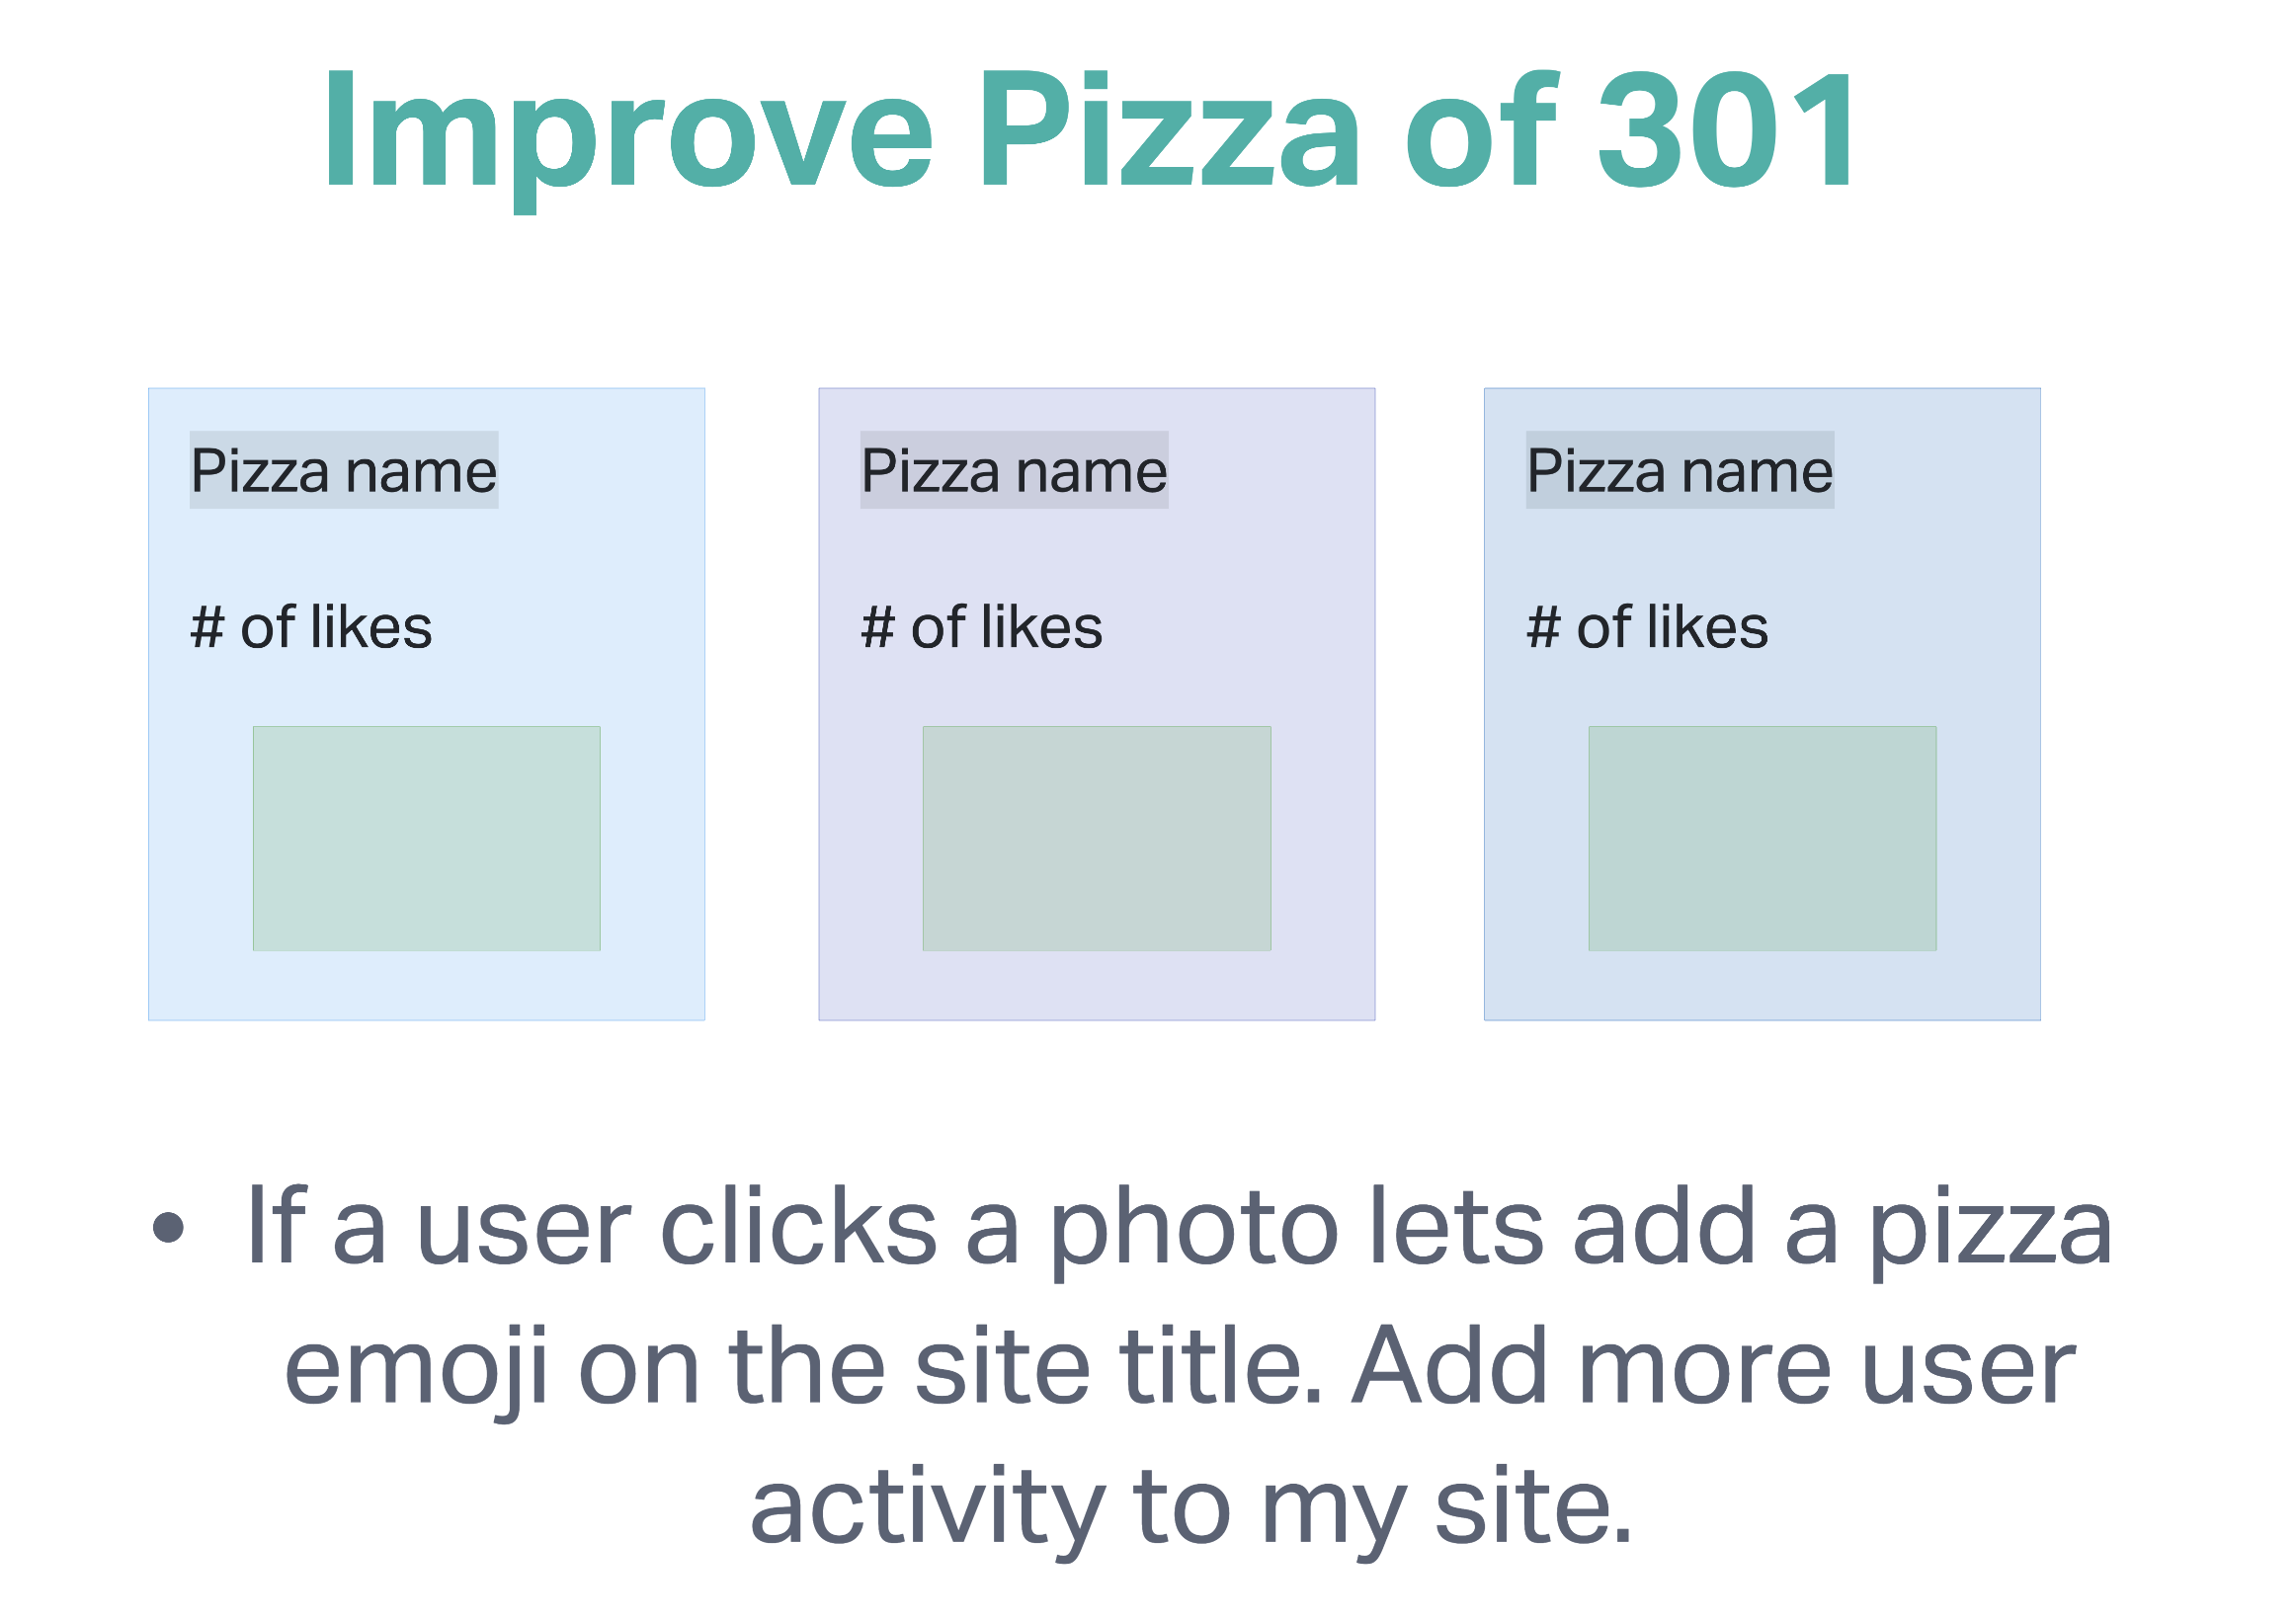 Improve Pizza of 301
Pizza name
# of likes
Pizza name
# of likes
Pizza name
# of likes
• If a user clicks a photo lets add a pizza
emoji on the site title. Add more user
activity to my site.